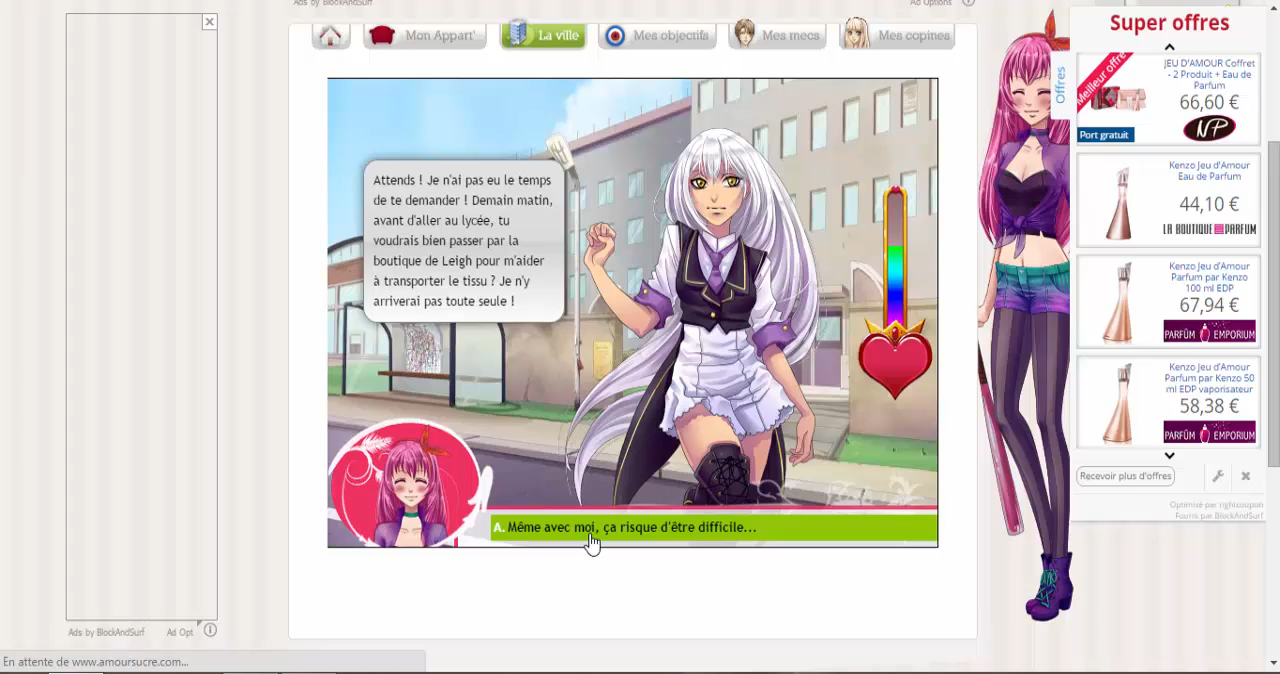 Ads by BlockAndSurf
Ad Options
Mon Appart'
La ville
Mes objectifs
Mes mecs
Mes copines
Attends ! Je n'ai pas eu le temps
de te demander ! Demain matin,
avant d'aller au lycée, tu
voudrais bien passer par la
boutique de Leigh pour m'aider
à transporter le tissu ? Je n'y
arriverai pas toute seule !
A. Même avec moi, ça risque d'être difficile...
Super offres
Offres
Meilleur offre
JEU D'AMOUR Coffret
- 2 Produit + Eau de
Parfum
66,60 €
Port gratuit
NP
Kenzo Jeu d'Amour
Eau de Parfum
44,10 €
LA BOUTIQUE PARFUM
Kenzo Jeu d'Amour
Parfum par Kenzo
100 ml EDP
67,94 €
PARFÜM EMPORIUM
Kenzo Jeu d'Amour
Parfum par Kenzo 50
ml EDP vaporisateur
58,38 €
PARFÜM EMPORIUM
Recevoir plus d'offres
Optimisé par rightcoupon
Fourni par BlockAndSurf
Ads by BlockAndSurf
Ad Opt
En attente de www.amoursucre.com...